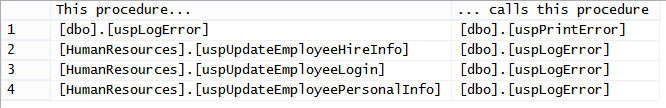 This procedure... ... calls this procedure
1 [dbo].[uspLogError] [dbo].[uspPrintError]
2 [HumanResources].[uspUpdateEmployeeHireInfo] [dbo].[uspLogError]
3 [HumanResources].[uspUpdateEmployeeLogin] [dbo].[uspLogError]
4 [HumanResources].[uspUpdateEmployeePersonalInfo] [dbo].[uspLogError]